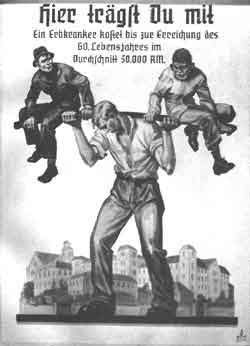 Hier trägst Du mit
Ein Erbkranker kostet bis zur Erreichung des
60. Lebensjahres im
Durchschnitt 50.000 RM.